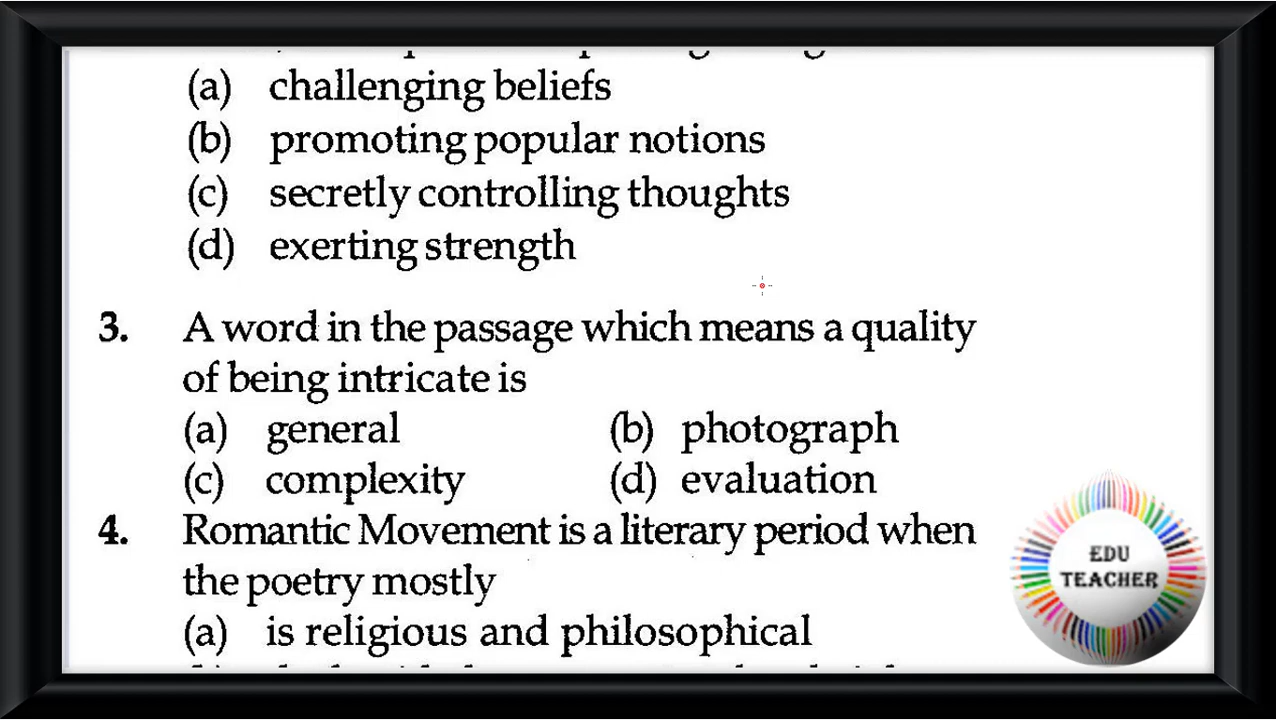 (a) challenging beliefs
(b) promoting popular notions
(c) secretly controlling thoughts
(d) exerting strength
3. A word in the passage which means a quality
of being intricate is
(a) general (b) photograph
(c) complexity (d) evaluation
4. Romantic Movement is a literary period when
the poetry mostly
(a) is religious and philosophical
EDU
TEACHER